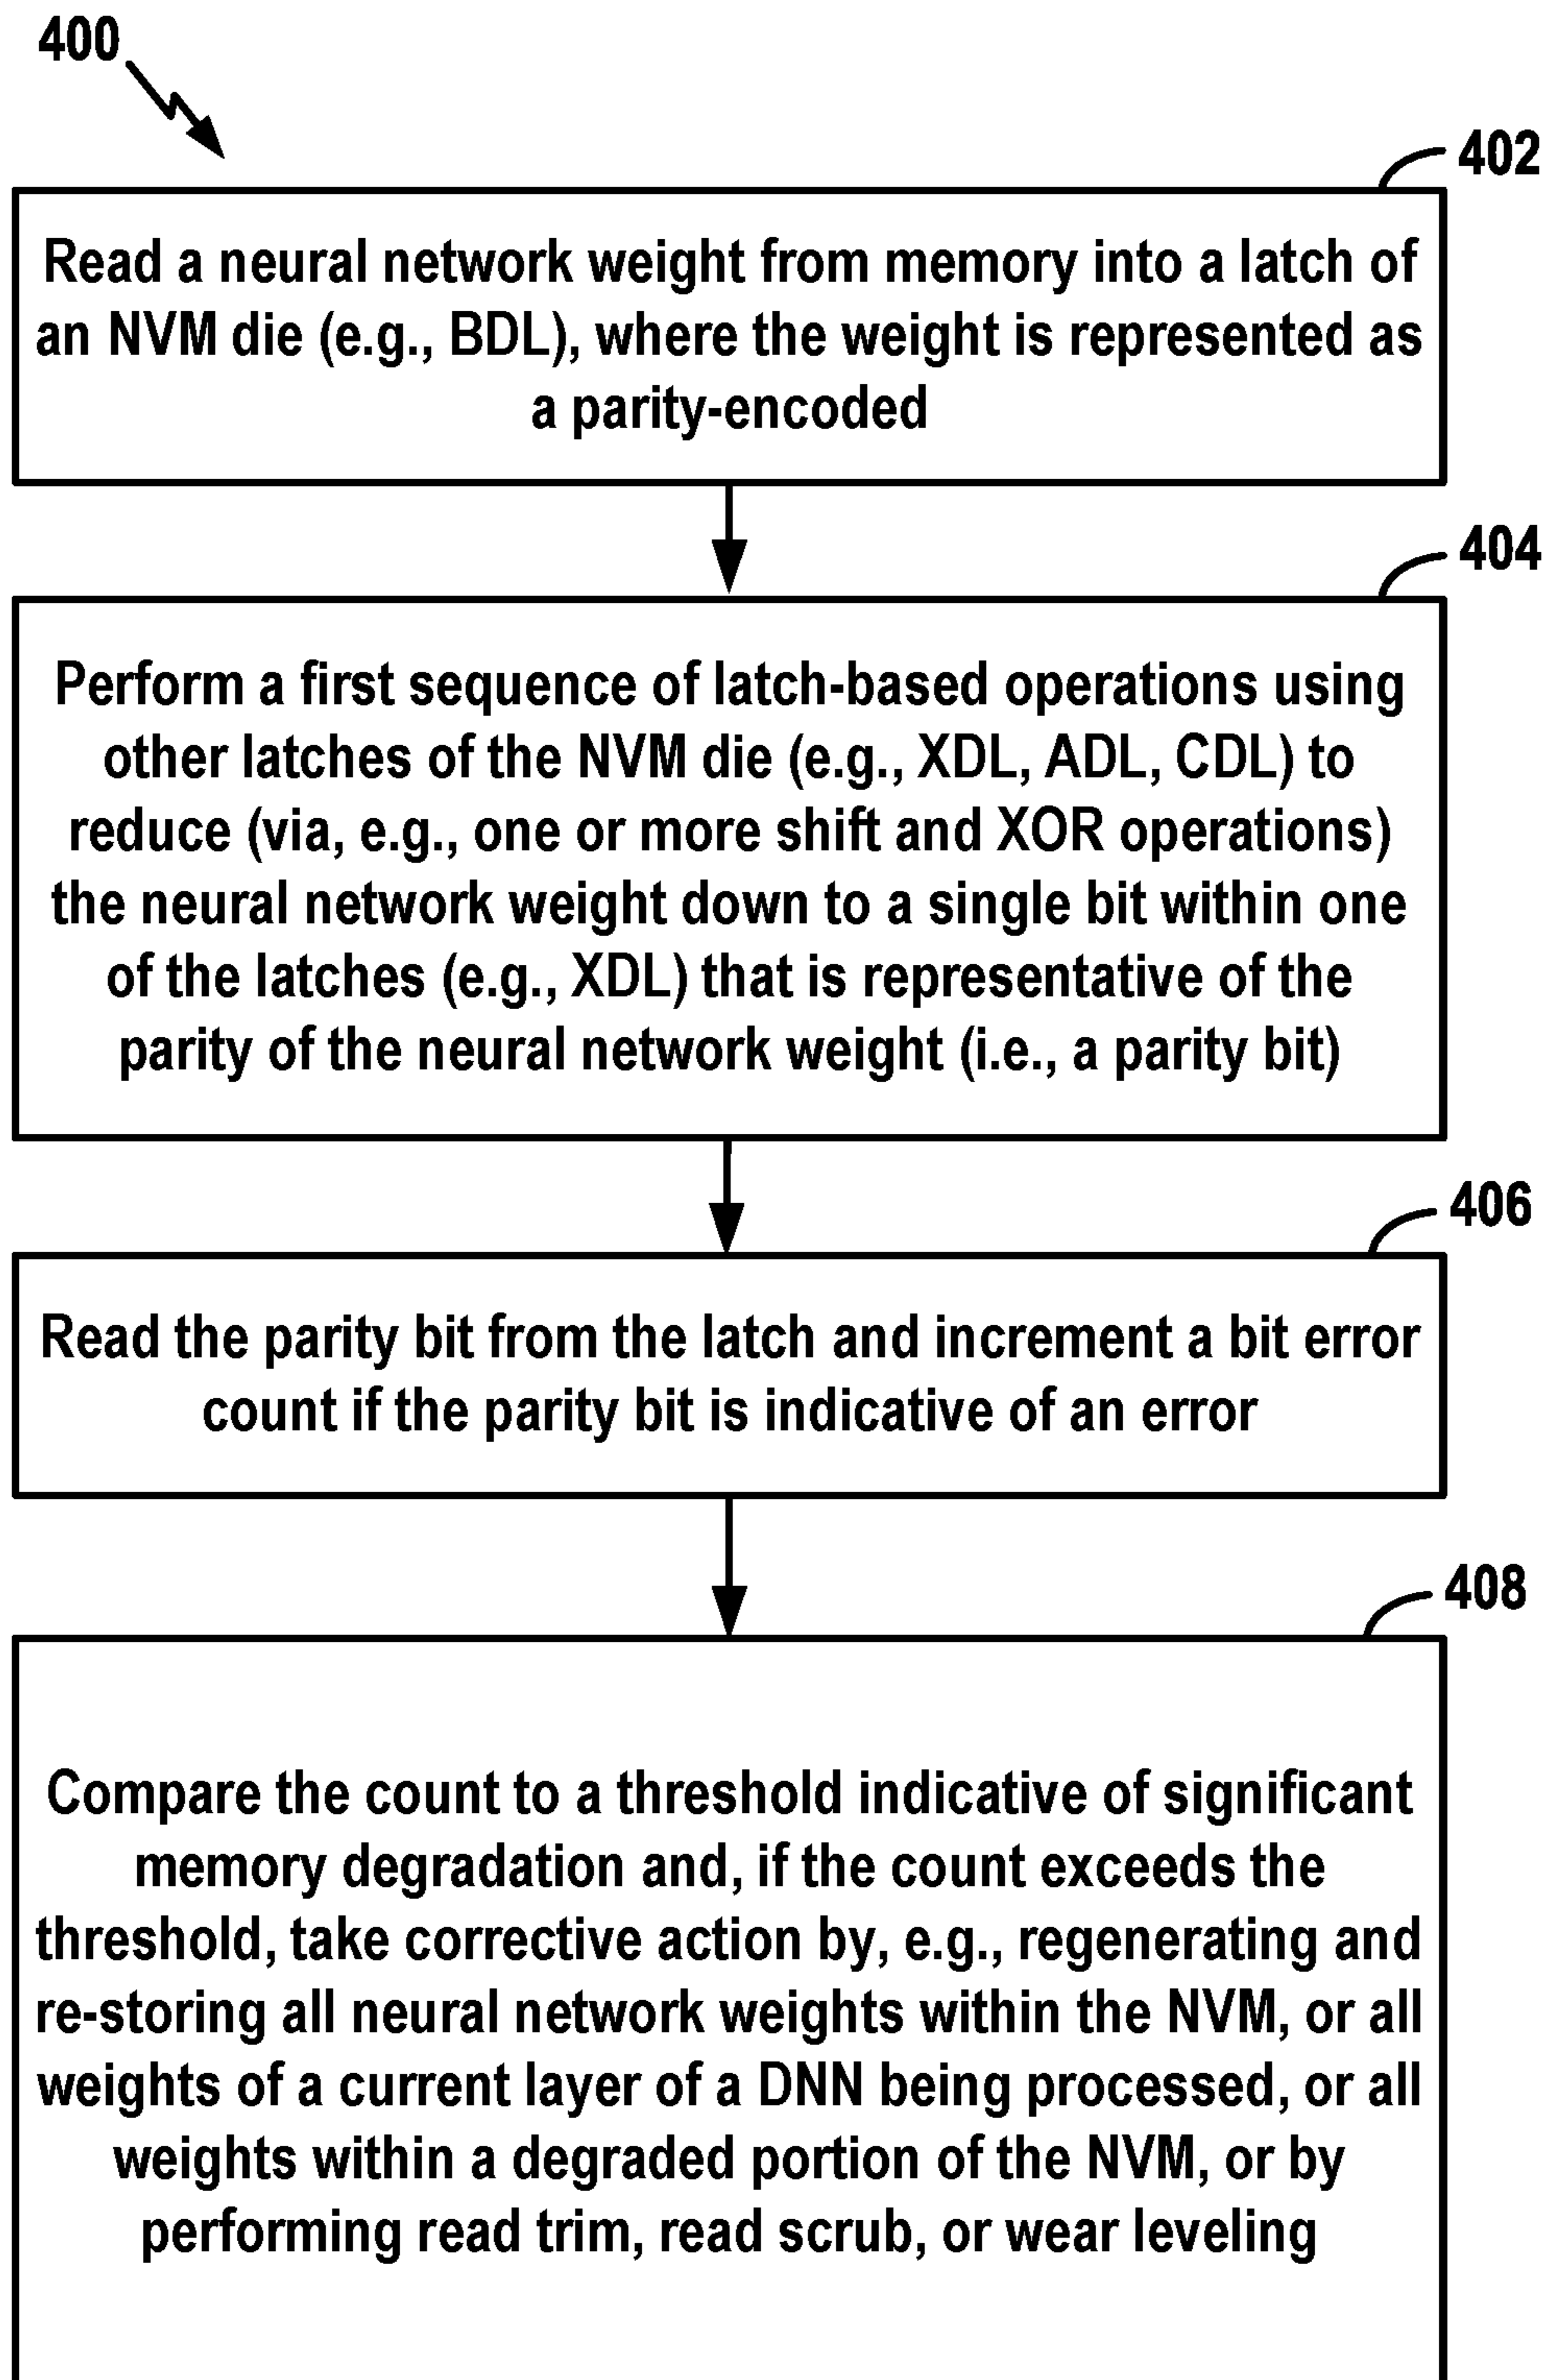 400
402
Read a neural network weight from memory into a latch of
an NVM die (e.g., BDL), where the weight is represented as
a parity-encoded
404
Perform a first sequence of latch-based operations using
other latches of the NVM die (e.g., XDL, ADL, CDL) to
reduce (via, e.g., one or more shift and XOR operations)
the neural network weight down to a single bit within one
of the latches (e.g., XDL) that is representative of the
parity of the neural network weight (i.e., a parity bit)
406
Read the parity bit from the latch and increment a bit error
count if the parity bit is indicative of an error
408
Compare the count to a threshold indicative of significant
memory degradation and, if the count exceeds the
threshold, take corrective action by, e.g., regenerating and
re-storing all neural network weights within the NVM, or all
weights of a current layer of a DNN being processed, or all
weights within a degraded portion of the NVM, or by
performing read trim, read scrub, or wear leveling